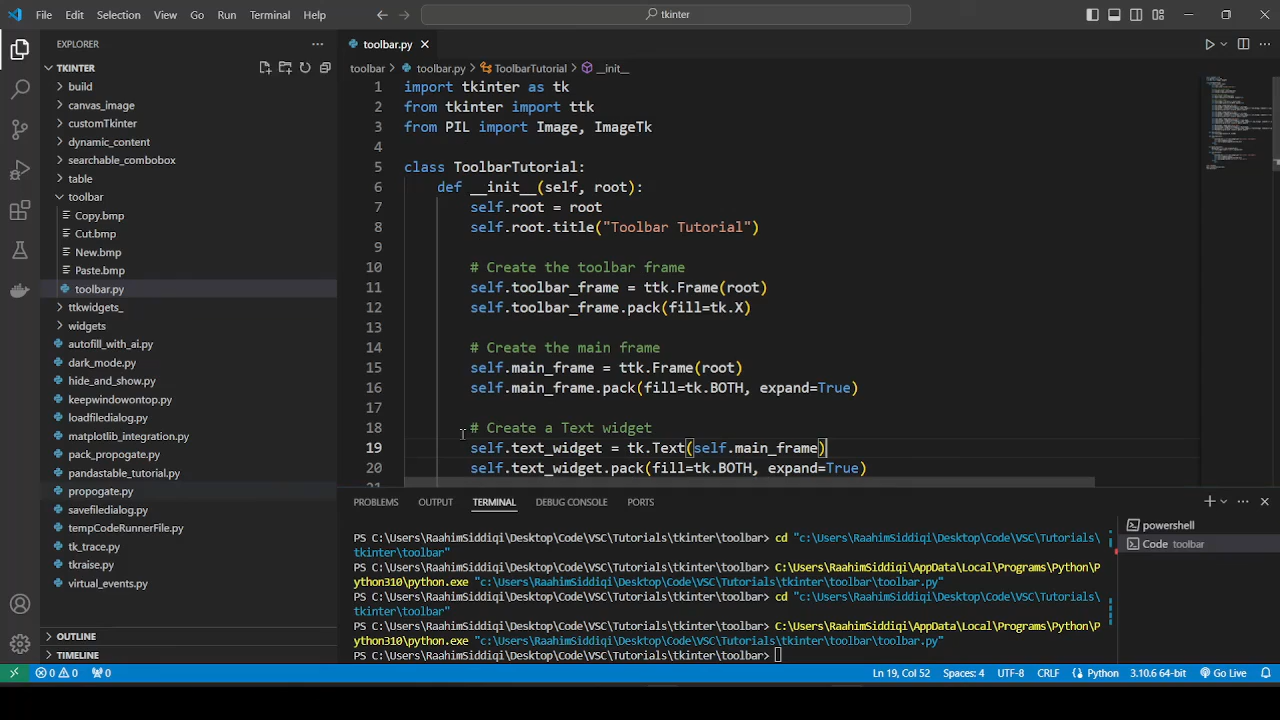 File Edit Selection View Go Run Terminal Help
tkinter
EXPLORER
TKINTER
build
canvas_image
customTkinter
dynamic_content
searchable_combobox
table
toolbar
Copy.bmp
Cut.bmp
New.bmp
Paste.bmp
toolbar.py
ttkwidgets_
widgets
autofill_with_ai.py
dark_mode.py
hide_and_show.py
keepwindowontop.py
loadfiledialog.py
matplotlib_integration.py
pack_propogate.py
pandastable_tutorial.py
propogate.py
savefiledialog.py
tempCodeRunnerFile.py
tk_trace.py
tkraise.py
virtual_events.py
OUTLINE
TIMELINE
toolbar.py
toolbar > toolbar.py > ToolbarTutorial > __init__
1 import tkinter as tk
2 from tkinter import ttk
3 from PIL import Image, ImageTk
4
5 class ToolbarTutorial:
6 def __init__(self, root):
7 self.root = root
8 self.root.title("Toolbar Tutorial")
9
10 # Create the toolbar frame
11 self.toolbar_frame = ttk.Frame(root)
12 self.toolbar_frame.pack(fill=tk.X)
13
14 # Create the main frame
15 self.main_frame = ttk.Frame(root)
16 self.main_frame.pack(fill=tk.BOTH, expand=True)
17
18 # Create a Text widget
19 self.text_widget = tk.Text(self.main_frame)
20 self.text_widget.pack(fill=tk.BOTH, expand=True)
PROBLEMS OUTPUT TERMINAL DEBUG CONSOLE PORTS
PS C:\Users\RaahimSiddiqi\Desktop\Code\VSC\Tutorials\tkinter\toolbar> cd "c:\Users\RaahimSiddiqi\Desktop\Code\VSC\Tutorials\
tkinter\toolbar"
PS C:\Users\RaahimSiddiqi\Desktop\Code\VSC\Tutorials\tkinter\toolbar> C:\Users\RaahimSiddiqi\AppData\Local\Programs\Python\P
ython310\python.exe "c:\Users\RaahimSiddiqi\Desktop\Code\VSC\Tutorials\tkinter\toolbar\toolbar.py"
PS C:\Users\RaahimSiddiqi\Desktop\Code\VSC\Tutorials\tkinter\toolbar> cd "c:\Users\RaahimSiddiqi\Desktop\Code\VSC\Tutorials\
tkinter\toolbar"
PS C:\Users\RaahimSiddiqi\Desktop\Code\VSC\Tutorials\tkinter\toolbar> C:\Users\RaahimSiddiqi\AppData\Local\Programs\Python\P
ython310\python.exe "c:\Users\RaahimSiddiqi\Desktop\Code\VSC\Tutorials\tkinter\toolbar\toolbar.py"
PS C:\Users\RaahimSiddiqi\Desktop\Code\VSC\Tutorials\tkinter\toolbar>
powershell
Code toolbar
0 0 0 Ln 19, Col 52 Spaces: 4 UTF-8 CRLF Python 3.10.6 64-bit Go Live